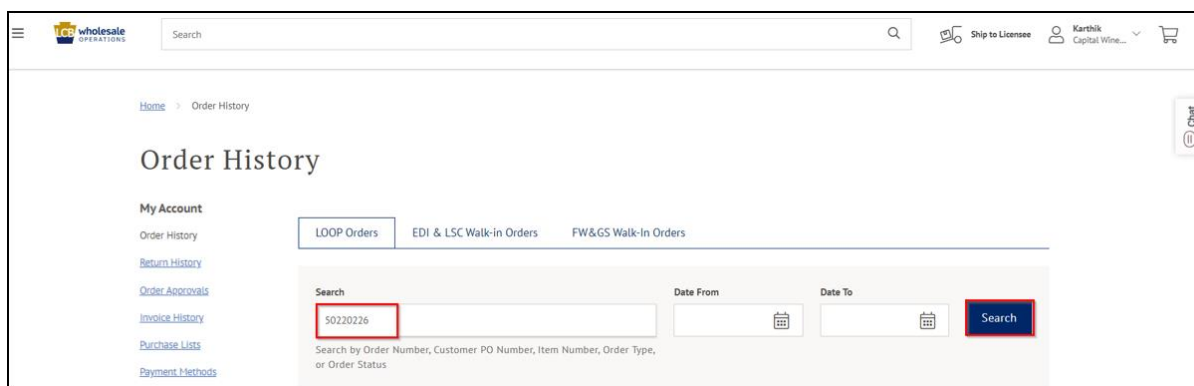 LCB wholesale
OPERATIONS
Search
Ship to Licensee
Karthik
Capital Wine...
Home > Order History
Chat
Order History
My Account
Order History
Return History
Order Approvals
Invoice History
Purchase Lists
Payment Methods
LOOP Orders
EDI & LSC Walk-in Orders
FW&GS Walk-In Orders
Search
Date From
Date To
50220226
Search
Search by Order Number, Customer PO Number, Item Number, Order Type,
or Order Status